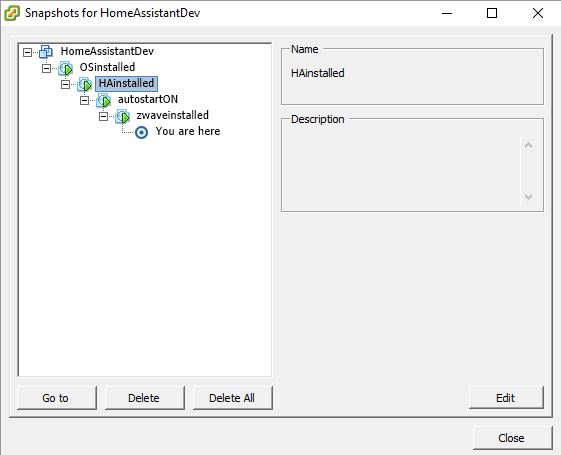 Snapshots for HomeAssistantDev
HomeAssistantDev
OSinstalled
HAinstalled
autostartON
zwaveinstalled
You are here
Name
HAinstalled
Description
Go to
Delete
Delete All
Edit
Close